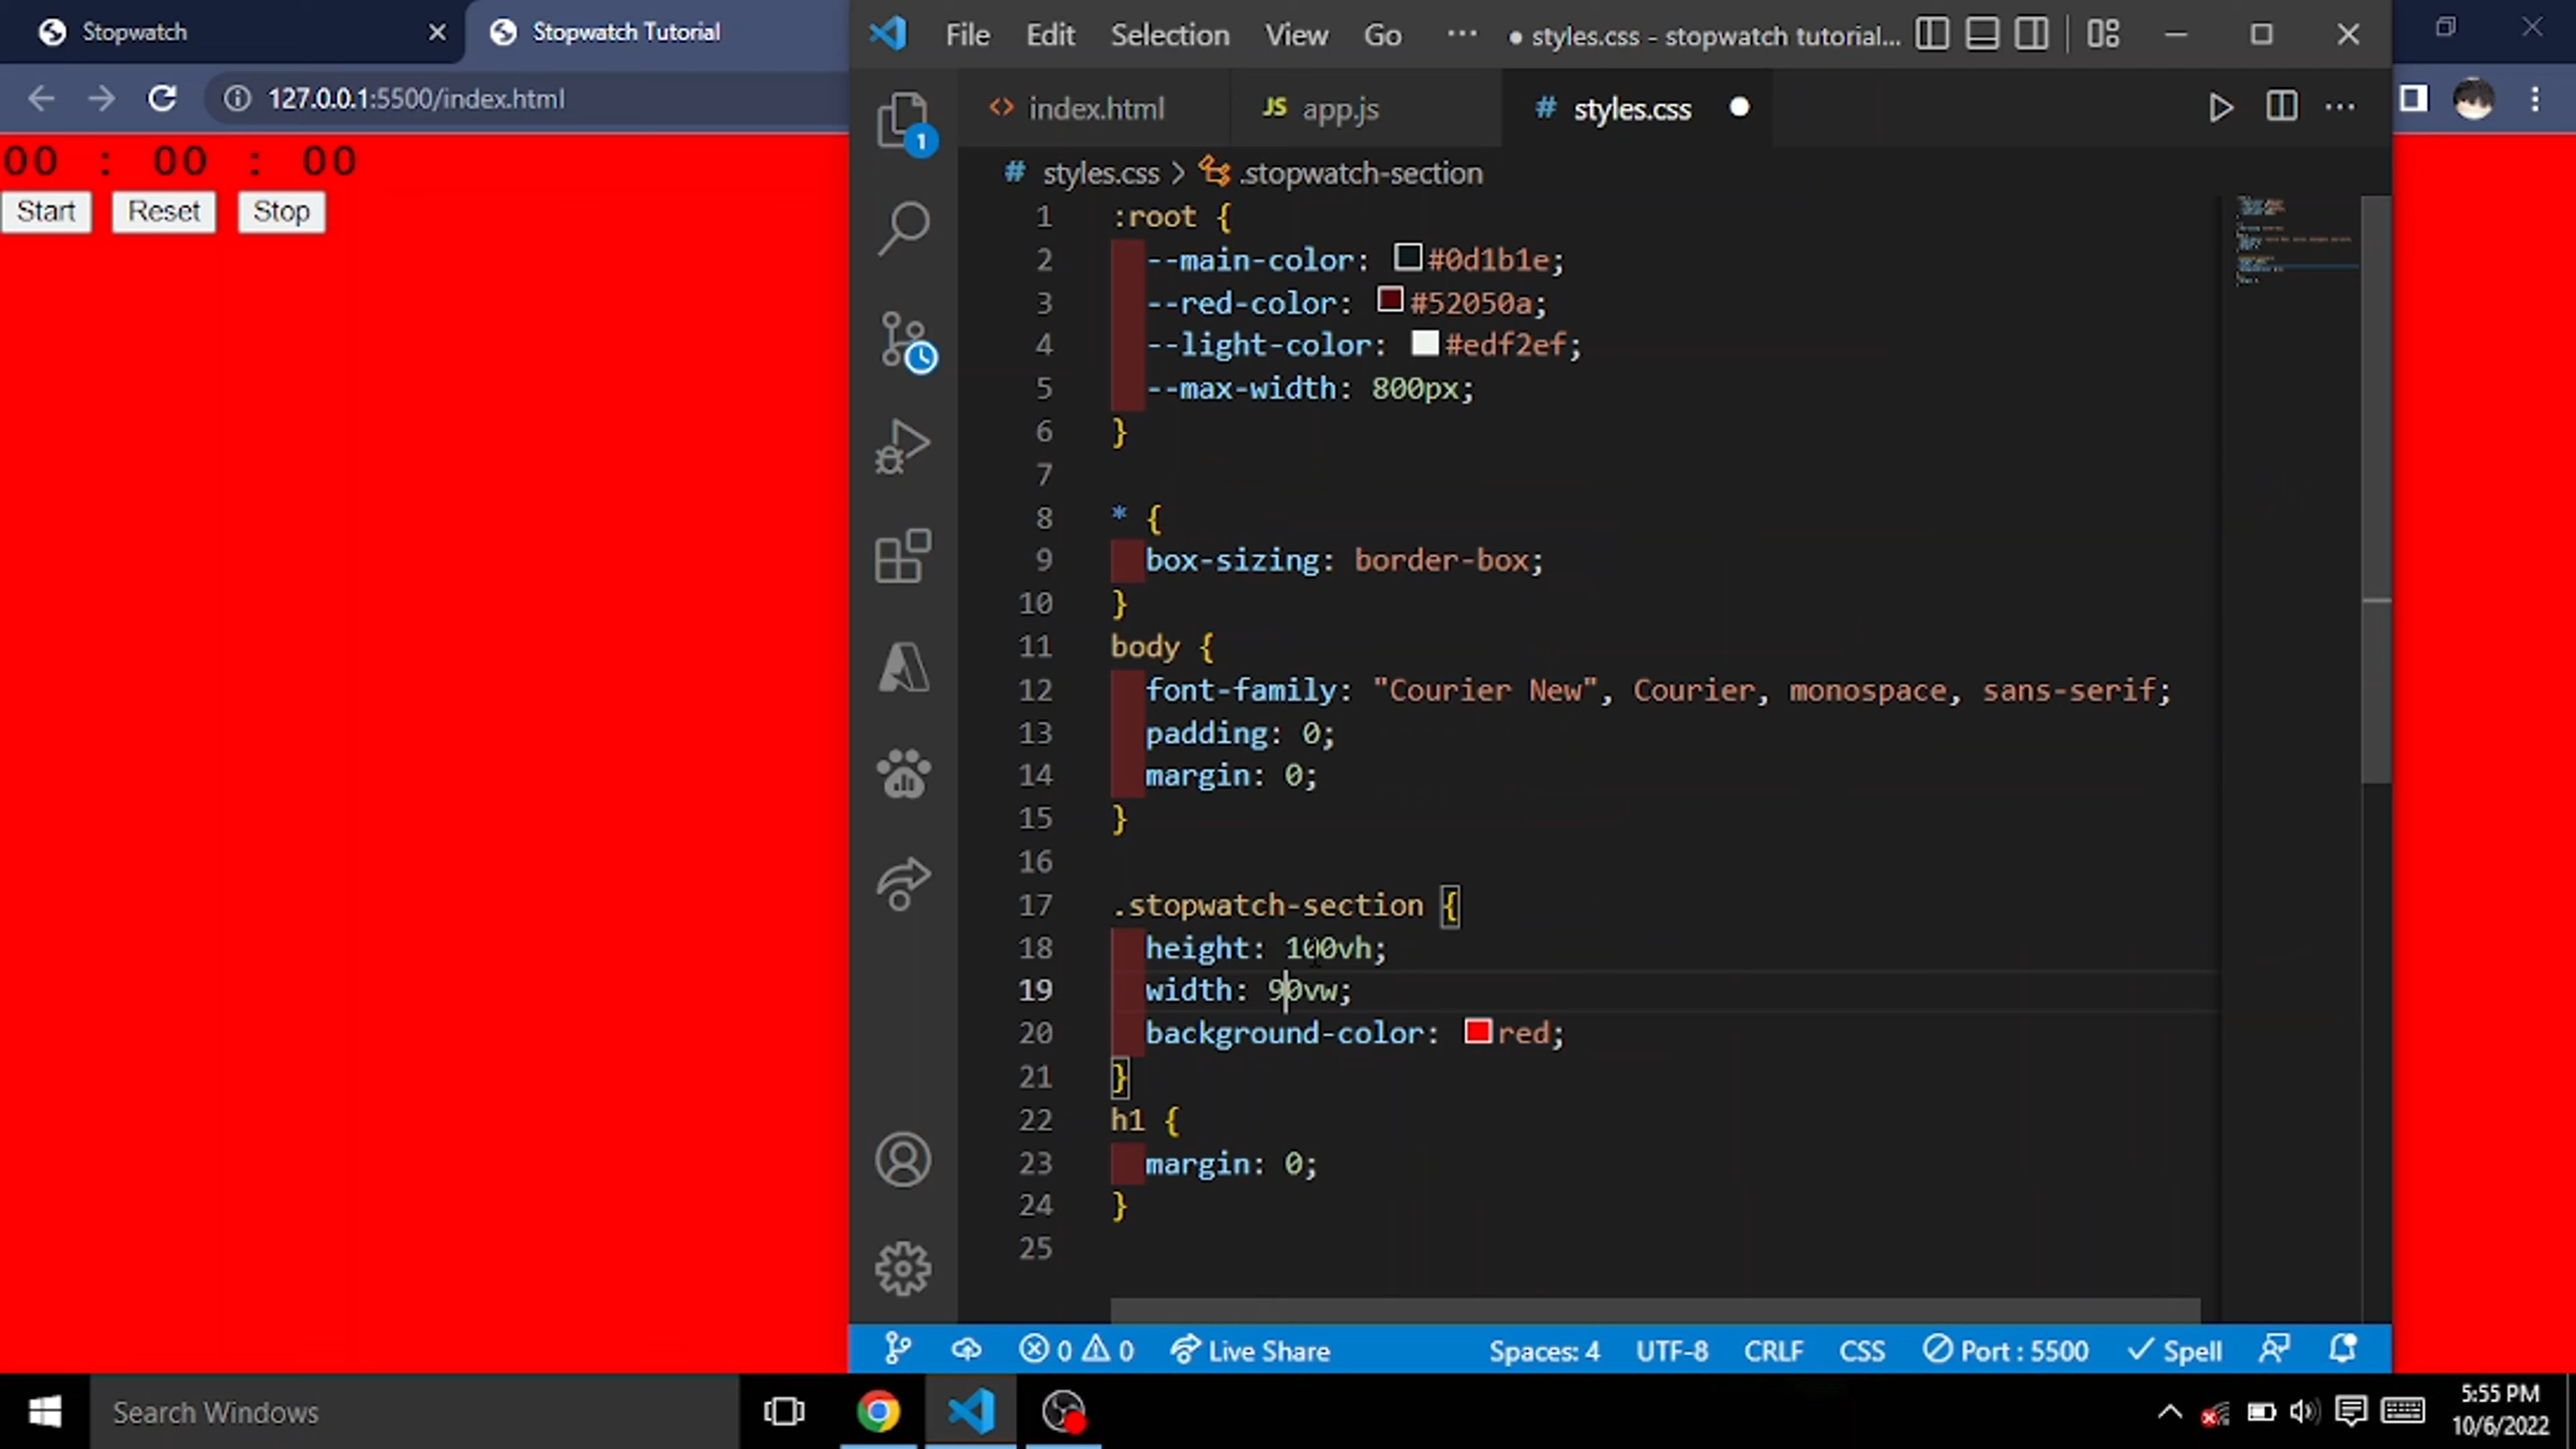 Stopwatch
Stopwatch Tutorial
127.0.0.1:5500/index.html
00 : 00 : 00
Start Reset Stop
File Edit Selection View Go ··· ● styles.css - stopwatch tutorial...
<> index.html
JS app.js
# styles.css ●
1
# styles.css > .stopwatch-section
1 :root {
2 --main-color: #0d1b1e;
3 --red-color: #52050a;
4 --light-color: #edf2ef;
5 --max-width: 800px;
6 }
7
8 * {
9 box-sizing: border-box;
10 }
11 body {
12 font-family: "Courier New", Courier, monospace, sans-serif;
13 padding: 0;
14 margin: 0;
15 }
16
17 .stopwatch-section {
18 height: 100vh;
19 width: 90vw;
20 background-color: red;
21 }
22 h1 {
23 margin: 0;
24 }
25
0 0 Live Share Spaces: 4 UTF-8 CRLF CSS Port : 5500 Spell
Search Windows
5:55 PM
10/6/2022